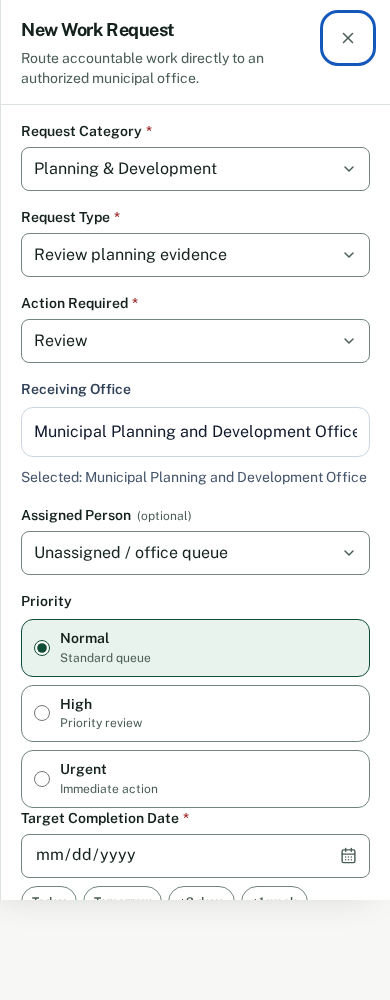 New Work Request
Route accountable work directly to an
authorized municipal office.
Request Category *
Planning & Development
Request Type *
Review planning evidence
Action Required *
Review
Receiving Office
Municipal Planning and Development Office
Selected: Municipal Planning and Development Office
Assigned Person (optional)
Unassigned / office queue
Priority
Normal
Standard queue
High
Priority review
Urgent
Immediate action
Target Completion Date *
mm/dd/yyyy